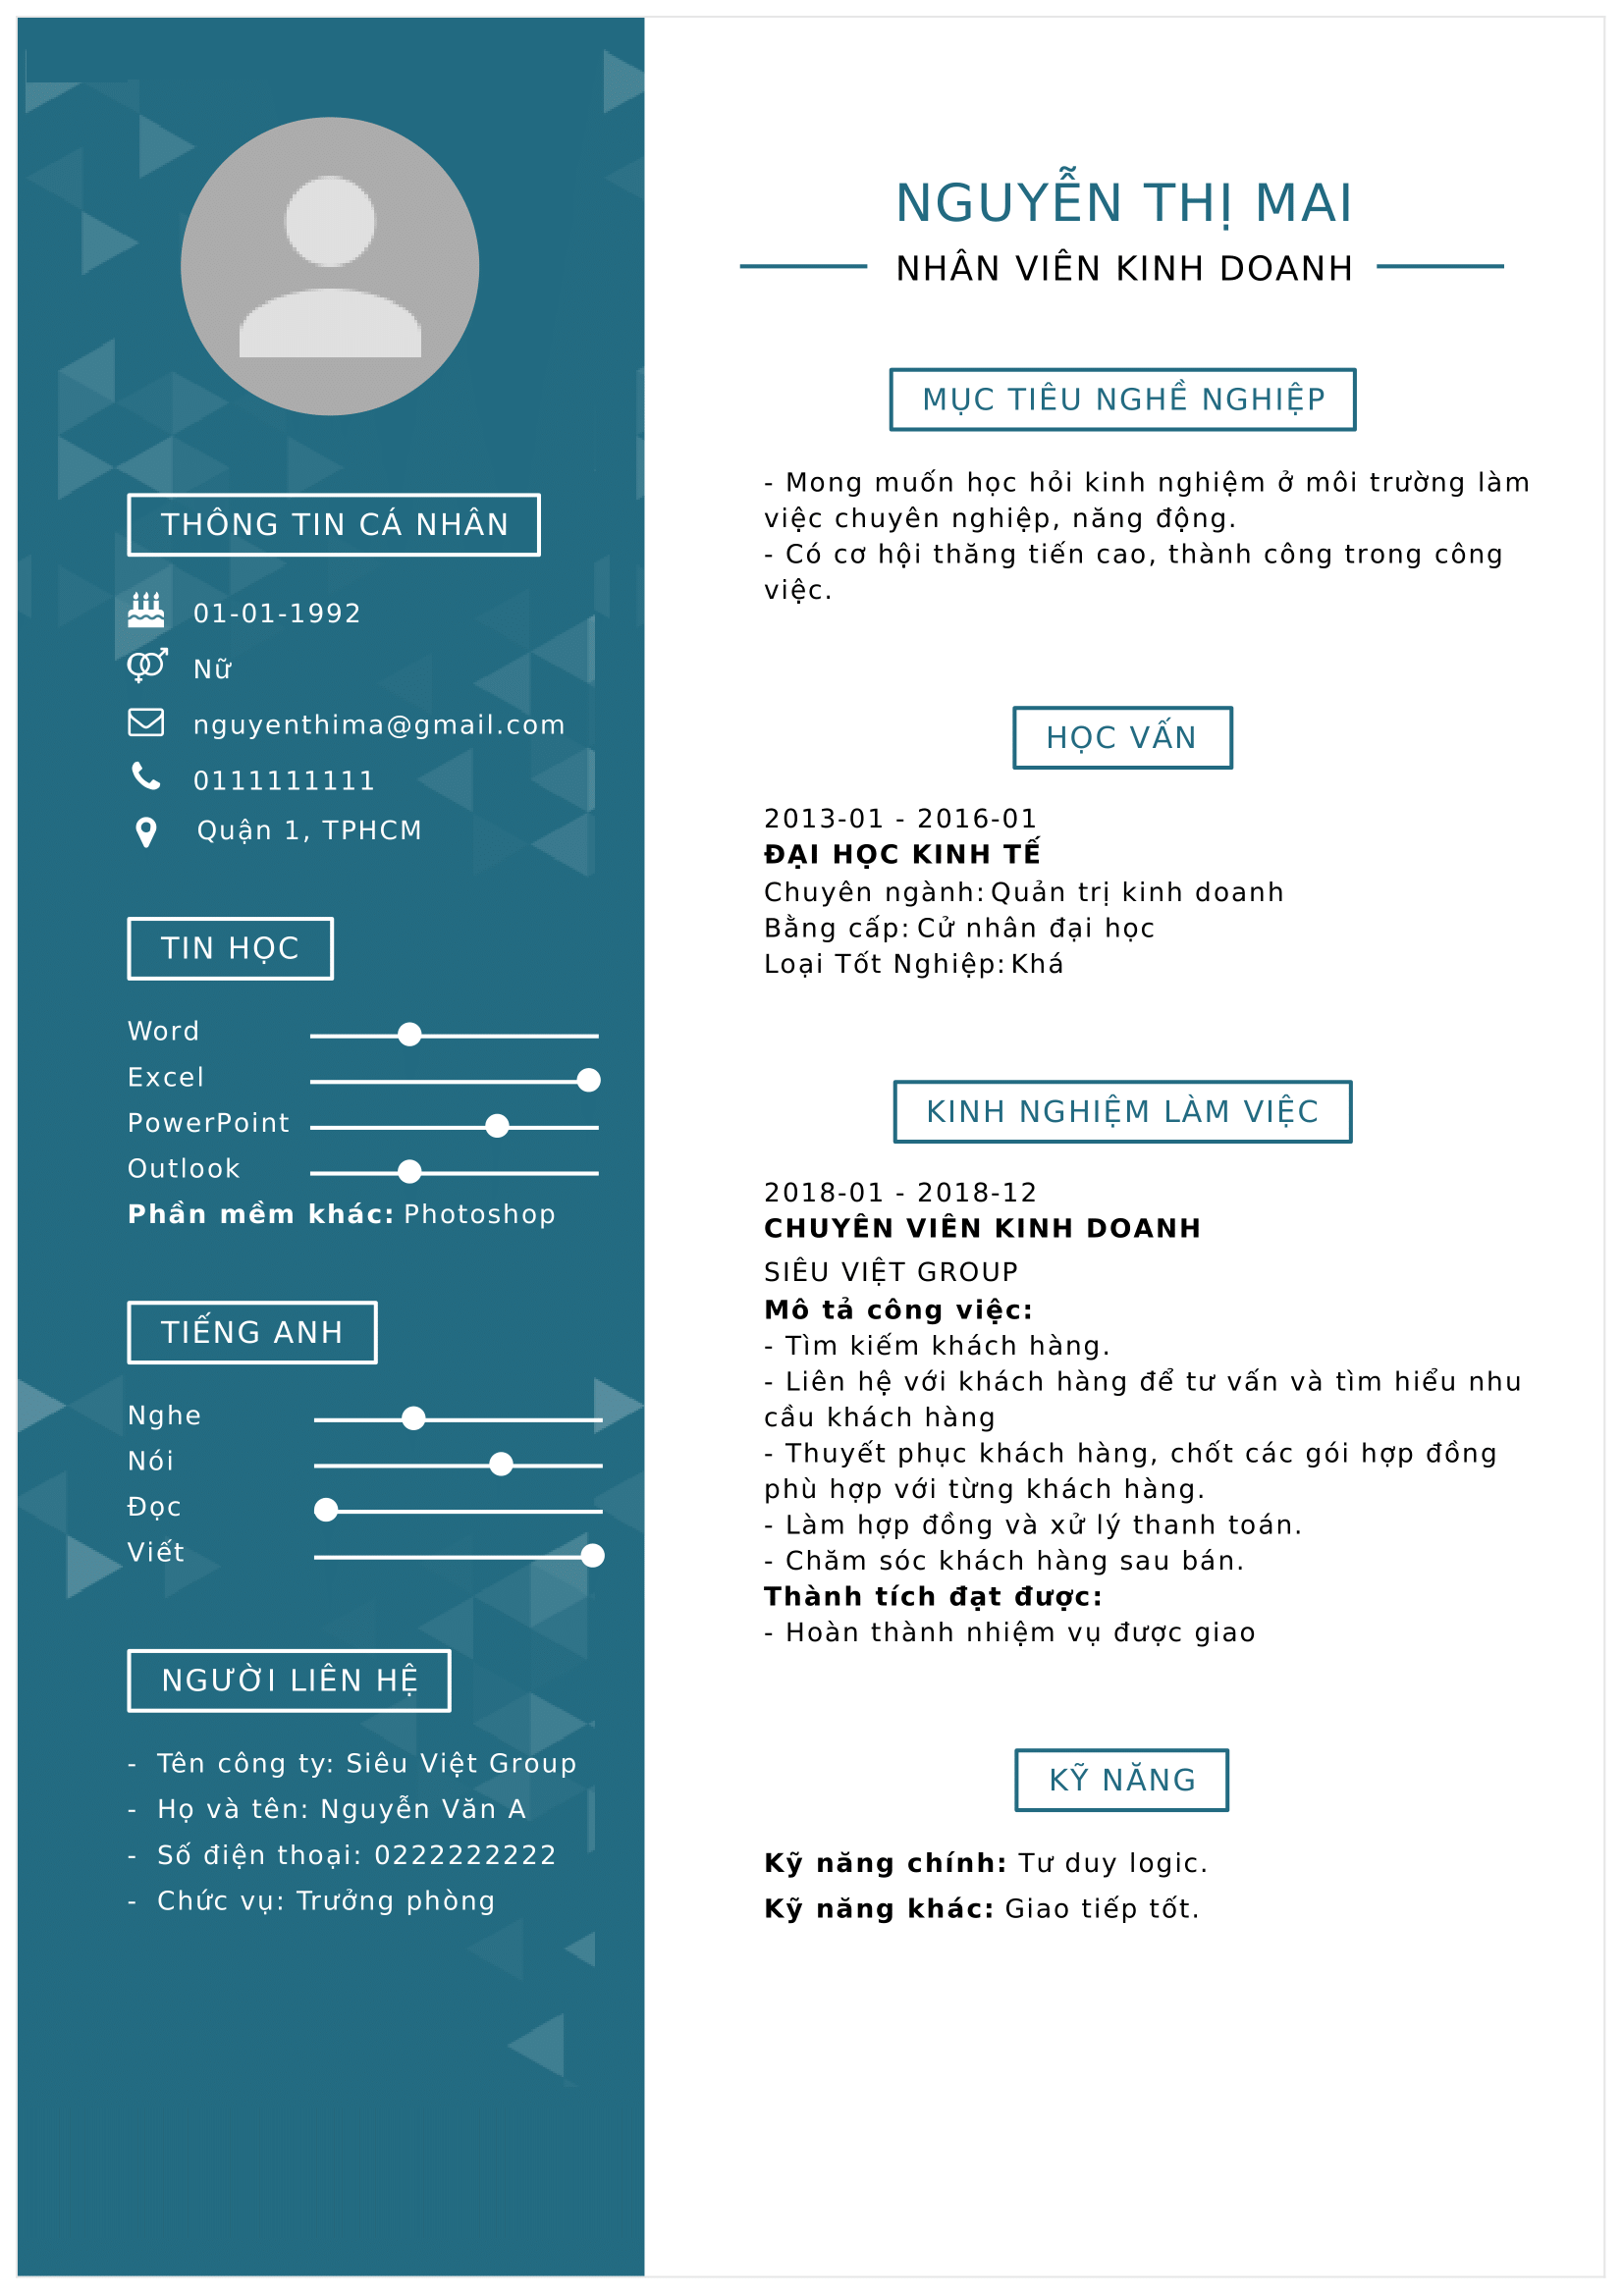 THÔNG TIN CÁ NHÂN
01-01-1992
Nữ
nguyenthima@gmail.com
0111111111
Quận 1, TPHCM
TIN HỌC
Word
Excel
PowerPoint
Outlook
Phần mềm khác: Photoshop
TIẾNG ANH
Nghe
Nói
Đọc
Viết
NGƯỜI LIÊN HỆ
- Tên công ty: Siêu Việt Group
- Họ và tên: Nguyễn Văn A
- Số điện thoại: 0222222222
- Chức vụ: Trưởng phòng
NGUYỄN THỊ MAI
NHÂN VIÊN KINH DOANH
MỤC TIÊU NGHỀ NGHIỆP
- Mong muốn học hỏi kinh nghiệm ở môi trường làm
việc chuyên nghiệp, năng động.
- Có cơ hội thăng tiến cao, thành công trong công
việc.
HỌC VẤN
2013-01 - 2016-01
ĐẠI HỌC KINH TẾ
Chuyên ngành: Quản trị kinh doanh
Bằng cấp: Cử nhân đại học
Loại Tốt Nghiệp: Khá
KINH NGHIỆM LÀM VIỆC
2018-01 - 2018-12
CHUYÊN VIÊN KINH DOANH
SIÊU VIỆT GROUP
Mô tả công việc:
- Tìm kiếm khách hàng.
- Liên hệ với khách hàng để tư vấn và tìm hiểu nhu
cầu khách hàng
- Thuyết phục khách hàng, chốt các gói hợp đồng
phù hợp với từng khách hàng.
- Làm hợp đồng và xử lý thanh toán.
- Chăm sóc khách hàng sau bán.
Thành tích đạt được:
- Hoàn thành nhiệm vụ được giao
KỸ NĂNG
Kỹ năng chính: Tư duy logic.
Kỹ năng khác: Giao tiếp tốt.